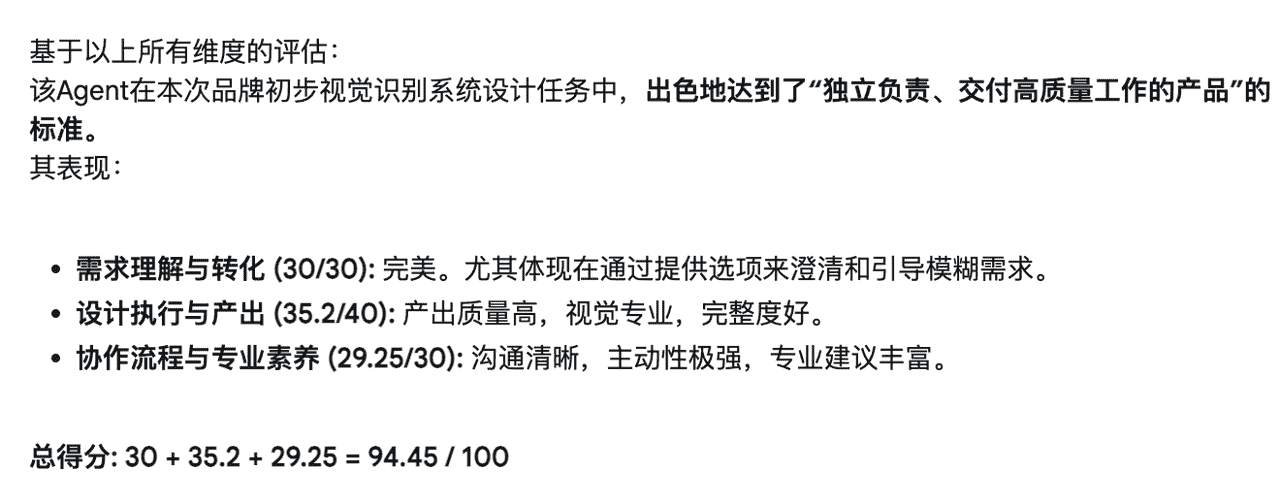 基于以上所有维度的评估：
该Agent在本次品牌初步视觉识别系统设计任务中，出色地达到了“独立负责、交付高质量工作的产品”的
标准。
其表现：
• 需求理解与转化 (30/30): 完美。尤其体现在通过提供选项来澄清和引导模糊需求。
• 设计执行与产出 (35.2/40): 产出质量高，视觉专业，完整度好。
• 协作流程与专业素养 (29.25/30): 沟通清晰，主动性极强，专业建议丰富。
总得分: 30 + 35.2 + 29.25 = 94.45 / 100